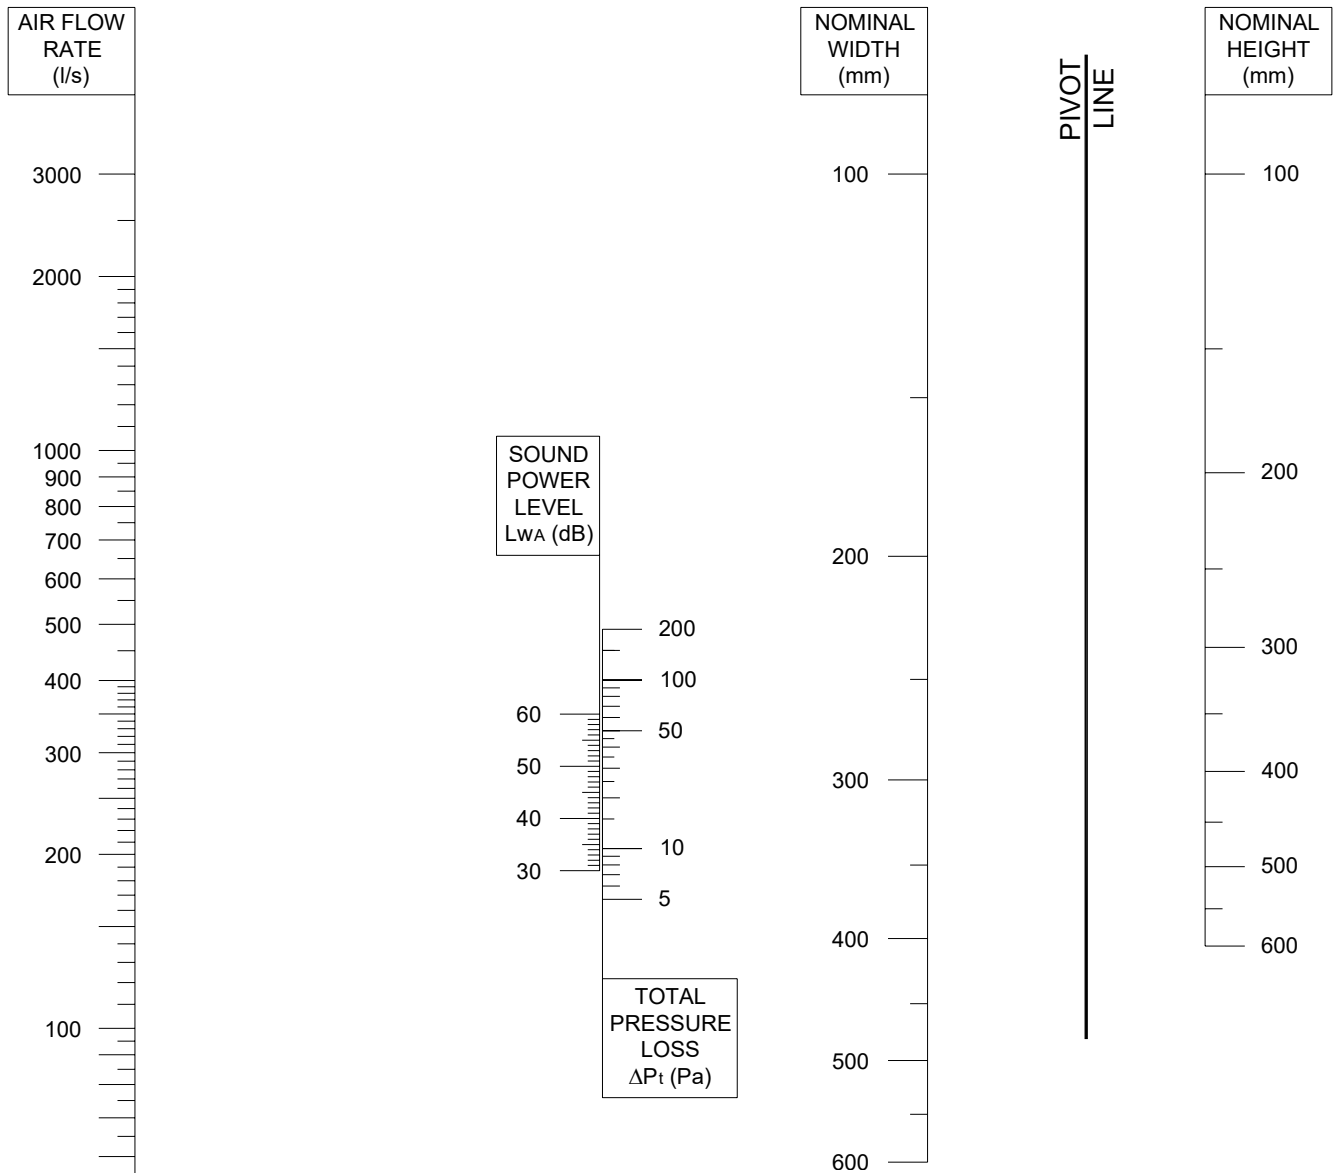 AIR FLOW
RATE
(l/s)
3000
2000
1000
900
800
700
600
500
400
300
200
100
SOUND
POWER
LEVEL
LWA (dB)
60
50
40
30
200
100
50
10
5
TOTAL
PRESSURE
LOSS
ΔPt (Pa)
NOMINAL
WIDTH
(mm)
100
200
300
400
500
600
PIVOT
LINE
NOMINAL
HEIGHT
(mm)
100
200
300
400
500
600